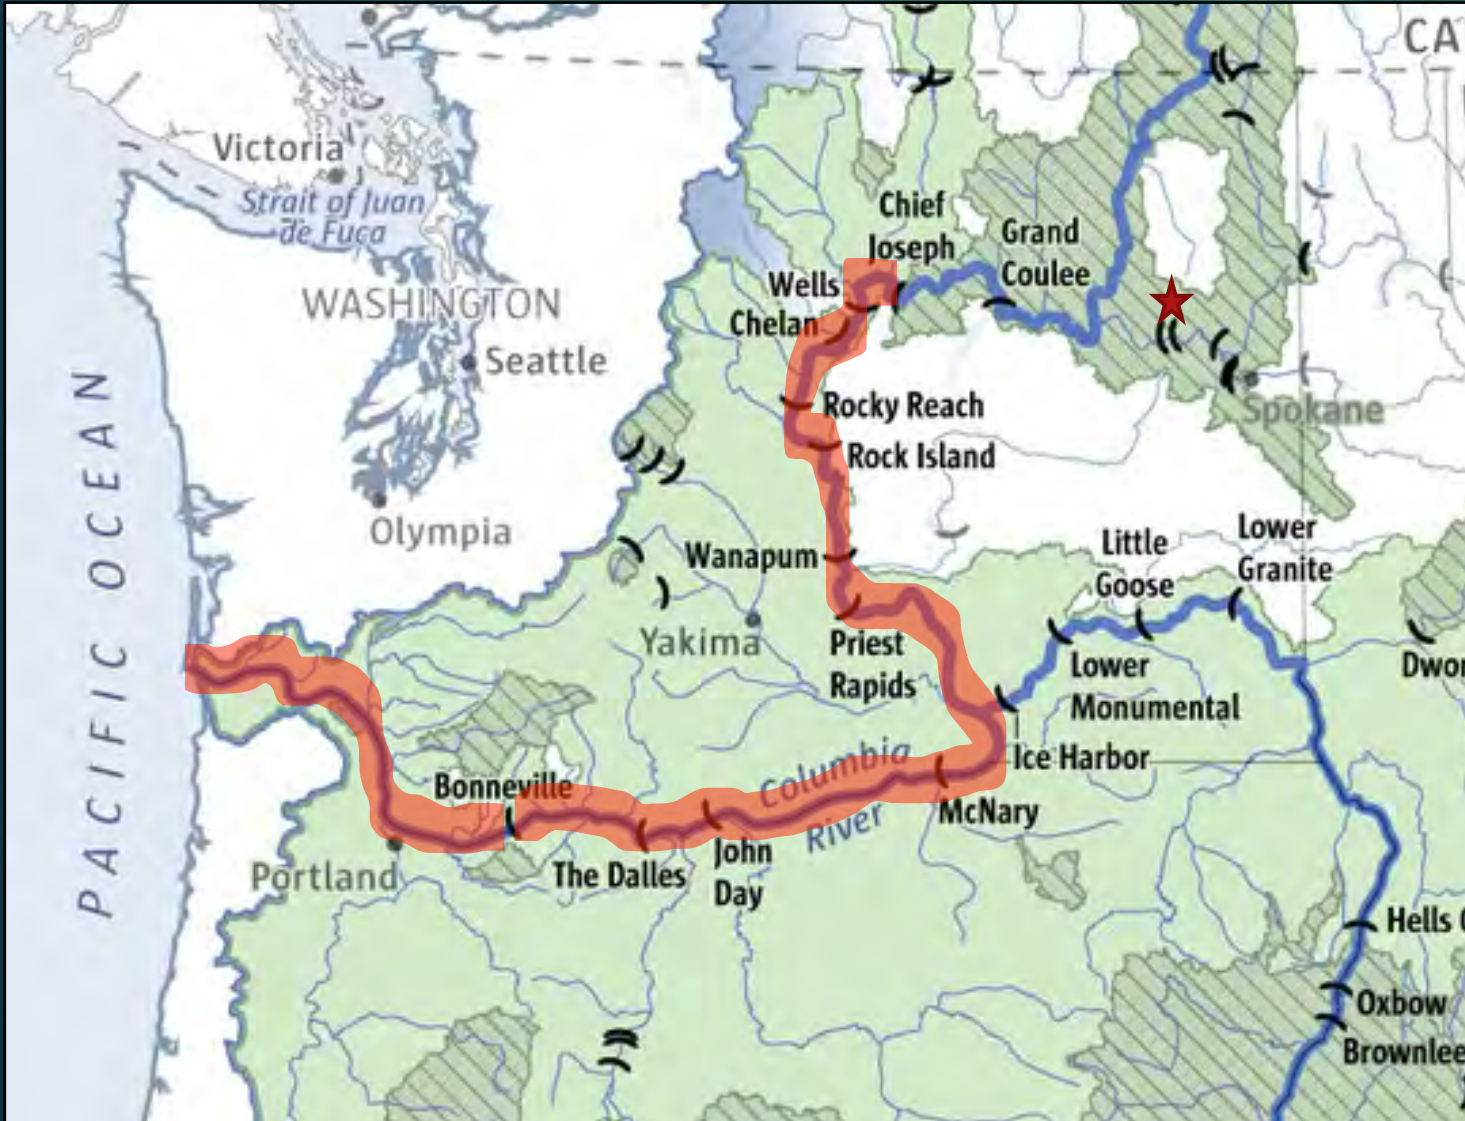 CA
Victoria
Strait of Juan
de Fuca
WASHINGTON
Seattle
Olympia
PACIFIC OCEAN
Chief
Joseph
Grand
Coulee
Wells
Chelan
Rocky Reach
Rock Island
Spokane
Wanapum
Little
Goose
Lower
Granite
Yakima
Priest
Rapids
Lower
Monumental
Dwor
Ice Harbor
Columbia
River
McNary
Bonneville
Portland
The Dalles
John
Day
Hells
Oxbow
Brownlee